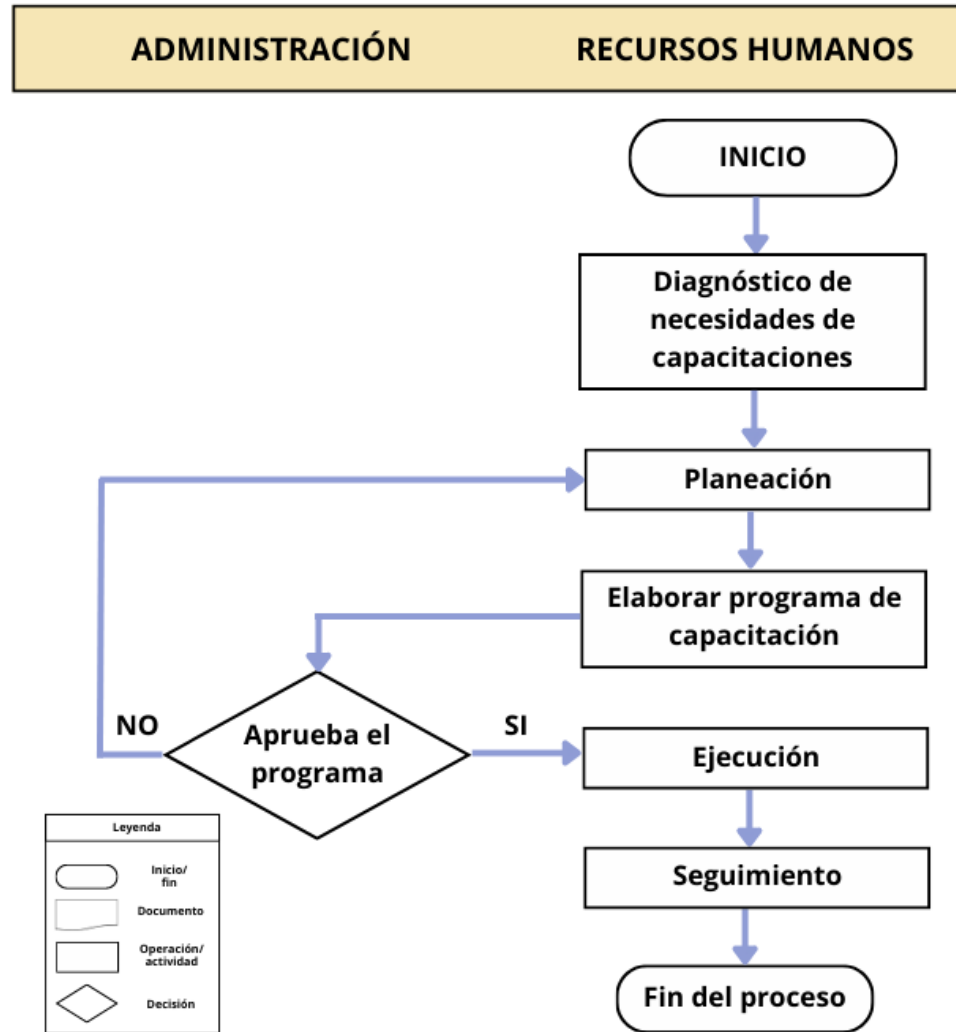 ADMINISTRACIÓN
RECURSOS HUMANOS
INICIO
Diagnóstico de
necesidades de
capacitaciones
Planeación
Elaborar programa de
capacitación
NO
Aprueba el
programa
SI
Ejecución
Seguimiento
Fin del proceso
Leyenda
Inicio/
fin
Documento
Operación/
actividad
Decisión